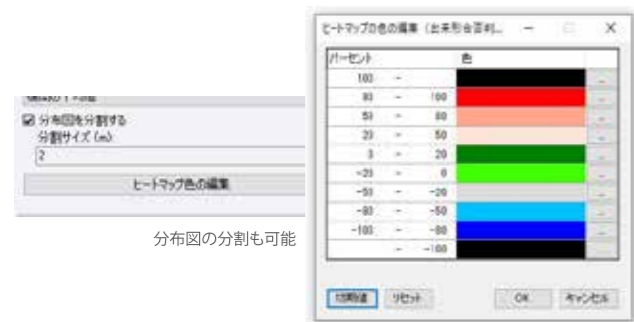 分布図を分割する
分割サイズ (m):
2
ヒートマップ色の編集
分布図の分割も可能
ヒートマップの色の編集 (出来形合否判...
パーセント 色
100 -
80 - 100
50 - 80
20 - 50
- 20
-20 - 0
-50 - -20
-80 - -50
-100 - -80
- -100
初期値 リセット OK キャンセル